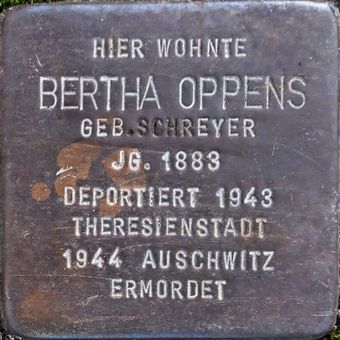 HIER WOHNTE
BERTHA OPPENS
GEB. SCHREYER
JG. 1883
DEPORTIERT 1943
THERESIENSTADT
1944 AUSCHWITZ
ERMORDET